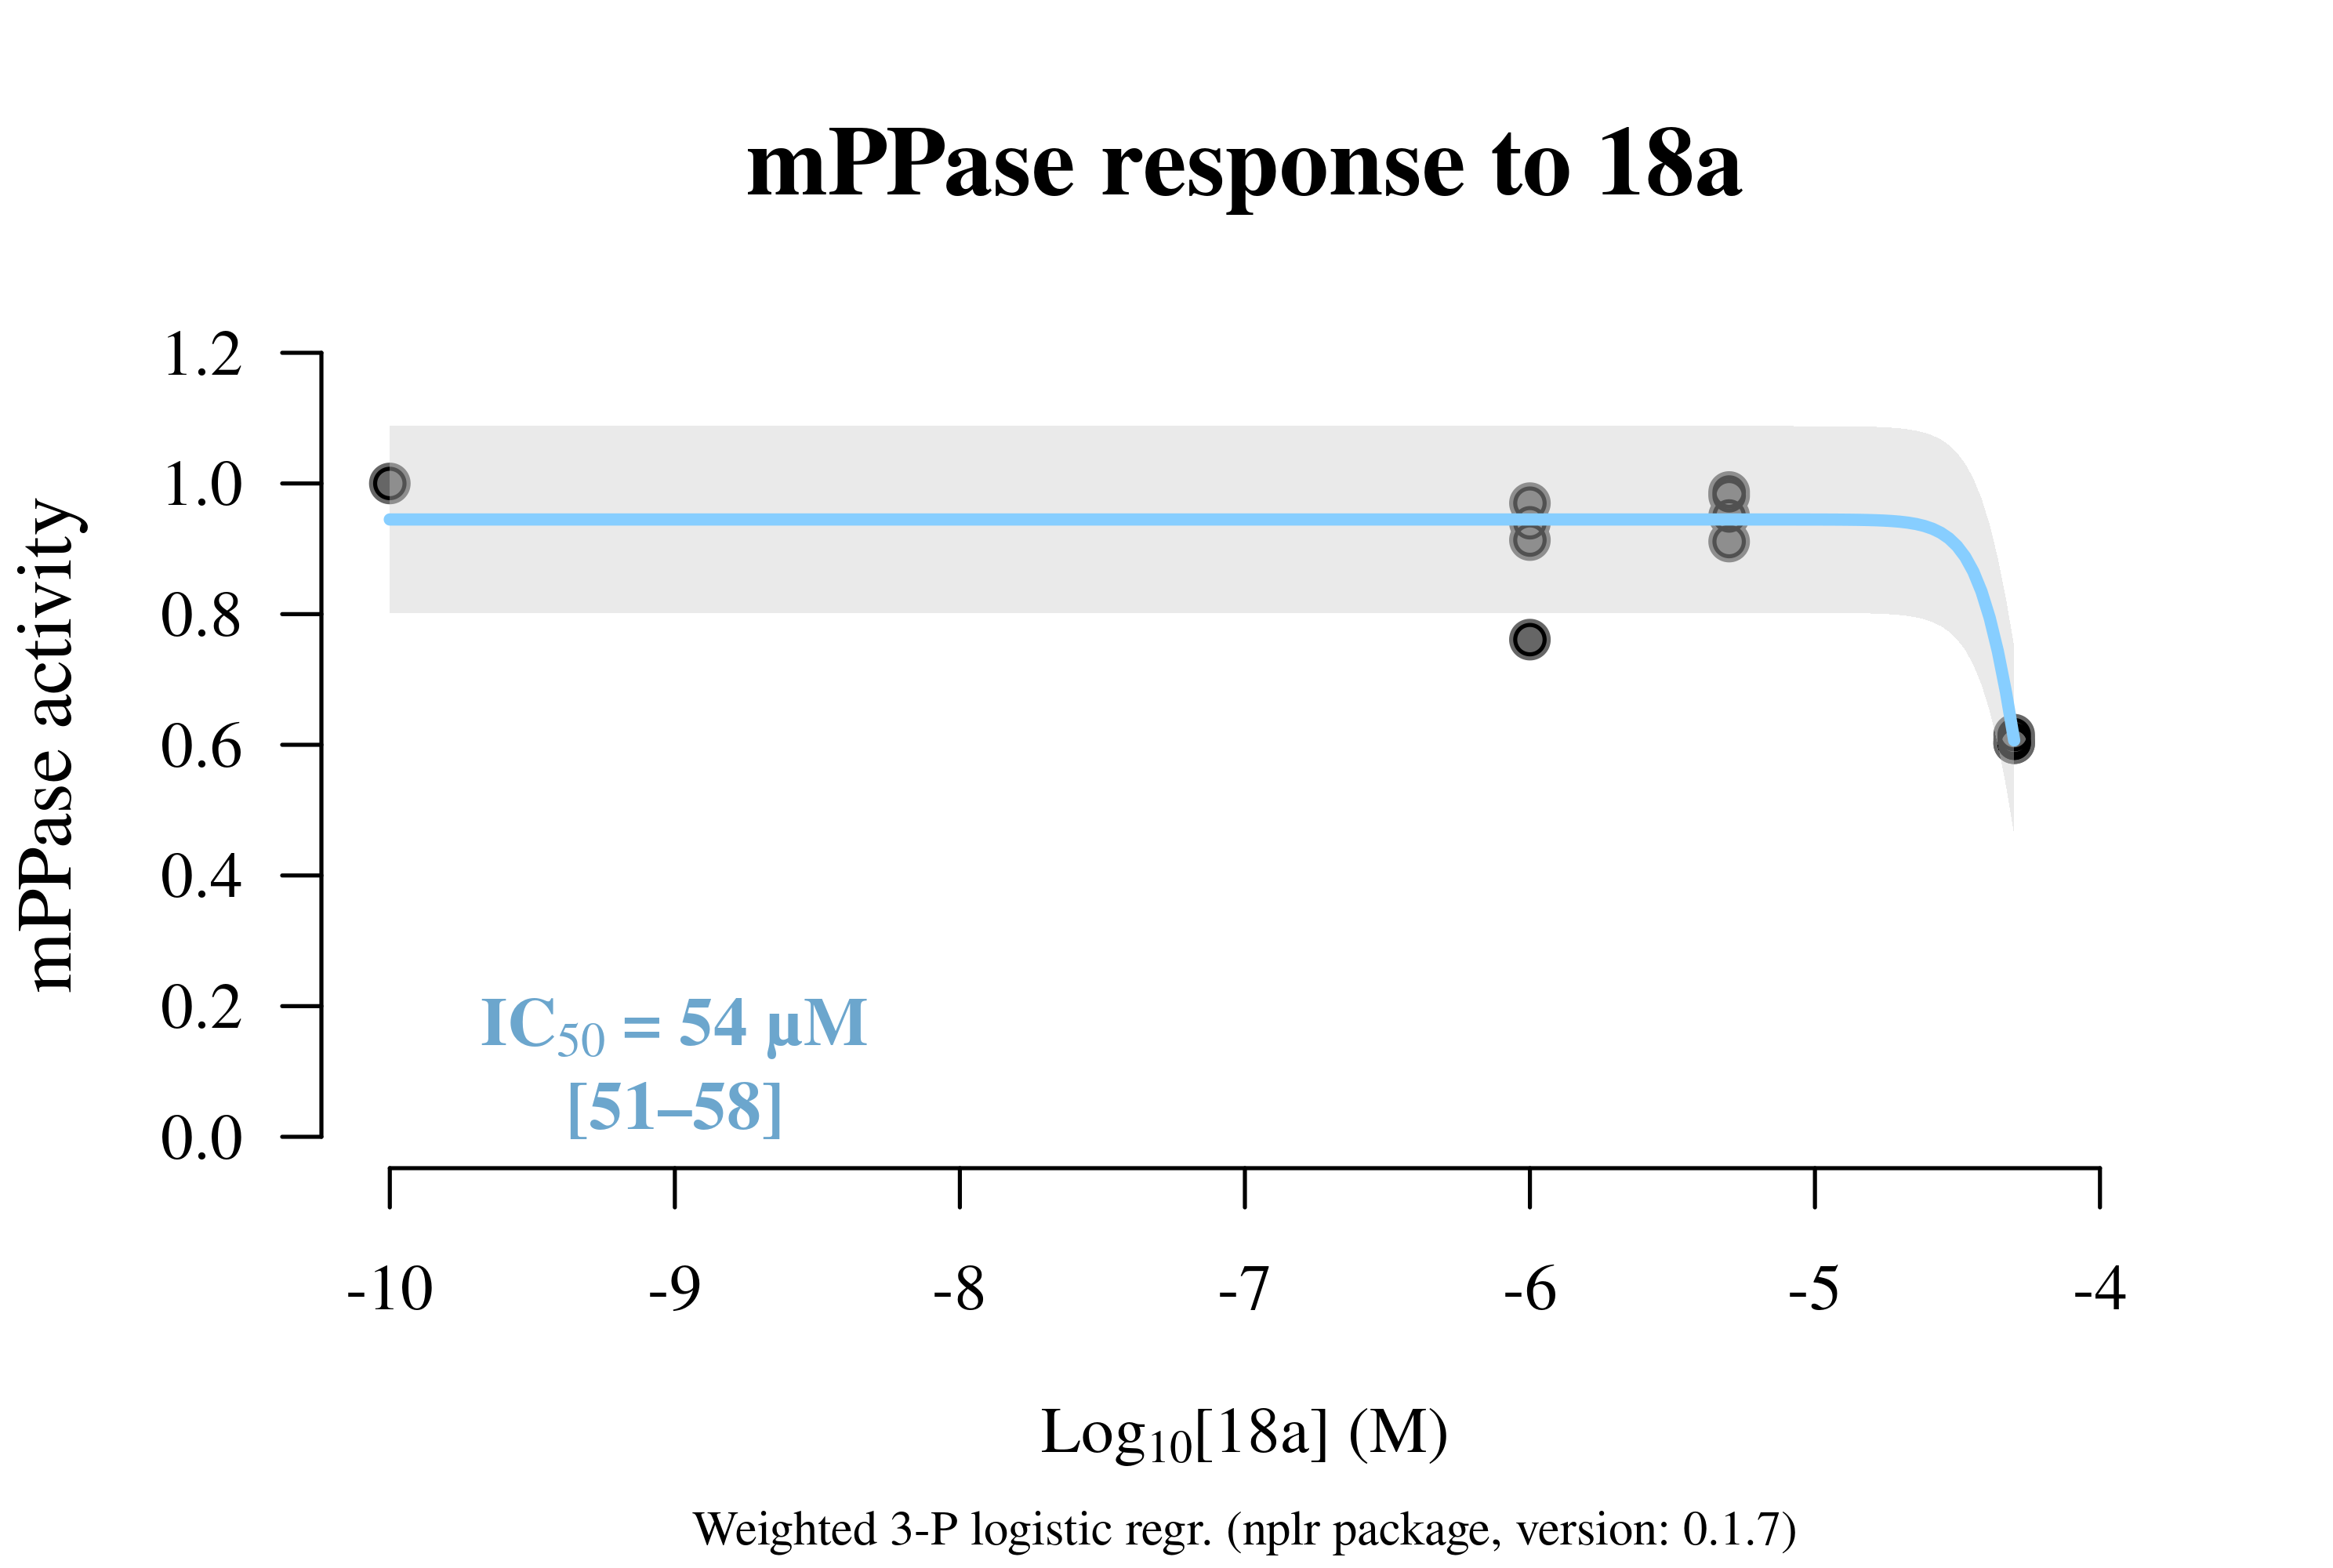 mPPase response to 18a
mPPase activity
1.2
1.0
0.8
0.6
0.4
0.2
0.0
IC50 = 54 µM
[51–58]
-10 -9 -8 -7 -6 -5 -4
Log10[18a] (M)
Weighted 3-P logistic regr. (nplr package, version: 0.1.7)